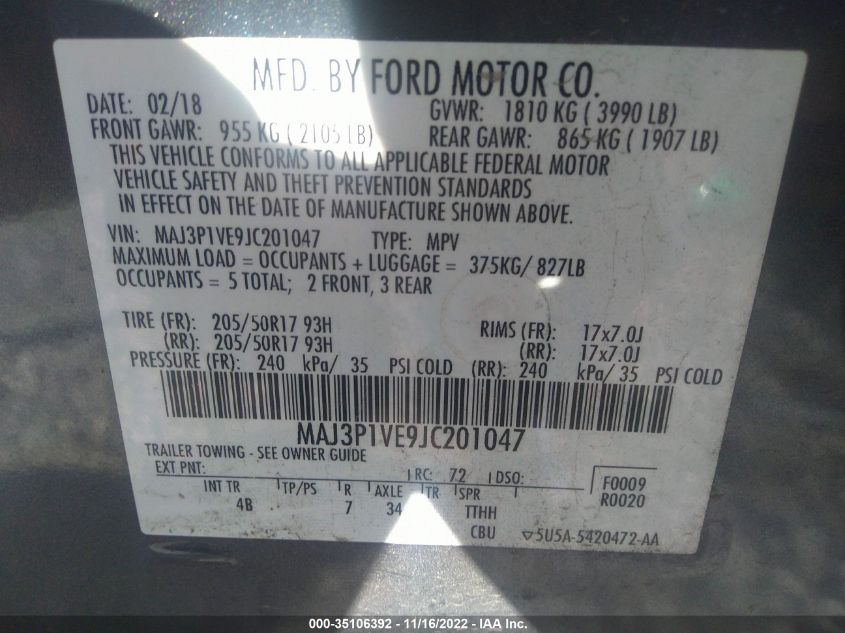 MFD. BY FORD MOTOR CO.
DATE: 02/18 GVWR: 1810 KG ( 3990 LB)
FRONT GAWR: 955 KG ( 2105 LB) REAR GAWR: 865 KG ( 1907 LB)
THIS VEHICLE CONFORMS TO ALL APPLICABLE FEDERAL MOTOR
VEHICLE SAFETY AND THEFT PREVENTION STANDARDS
IN EFFECT ON THE DATE OF MANUFACTURE SHOWN ABOVE.
VIN: MAJ3P1VE9JC201047 TYPE: MPV
MAXIMUM LOAD = OCCUPANTS + LUGGAGE = 375KG/ 827LB
OCCUPANTS = 5 TOTAL; 2 FRONT, 3 REAR
TIRE (FR): 205/50R17 93H RIMS (FR): 17x7.0J
(RR): 205/50R17 93H (RR): 17x7.0J
PRESSURE (FR): 240 kPa/ 35 PSI COLD (RR): 240 kPa/ 35 PSI COLD
MAJ3P1VE9JC201047
TRAILER TOWING - SEE OWNER GUIDE
EXT PNT: RC: 72 DSO: F0009
R0020
INT TR TP/PS R AXLE TR SPR
4B 7 34 TTHH
CBU ▽5U5A-5420472-AA
000-35106392 - 11/16/2022 - IAA Inc.